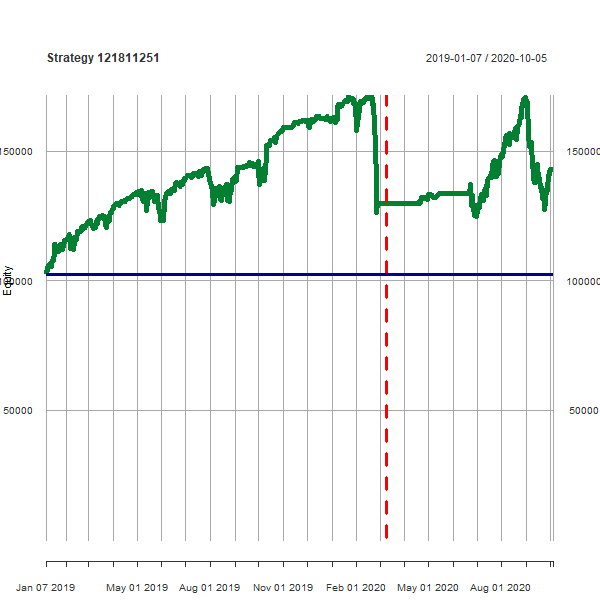 Strategy 121811251
2019-01-07 / 2020-10-05
150000
150000
Equity
100000
100000
50000
50000
Jan 07 2019
May 01 2019
Aug 01 2019
Nov 01 2019
Feb 01 2020
May 01 2020
Aug 01 2020